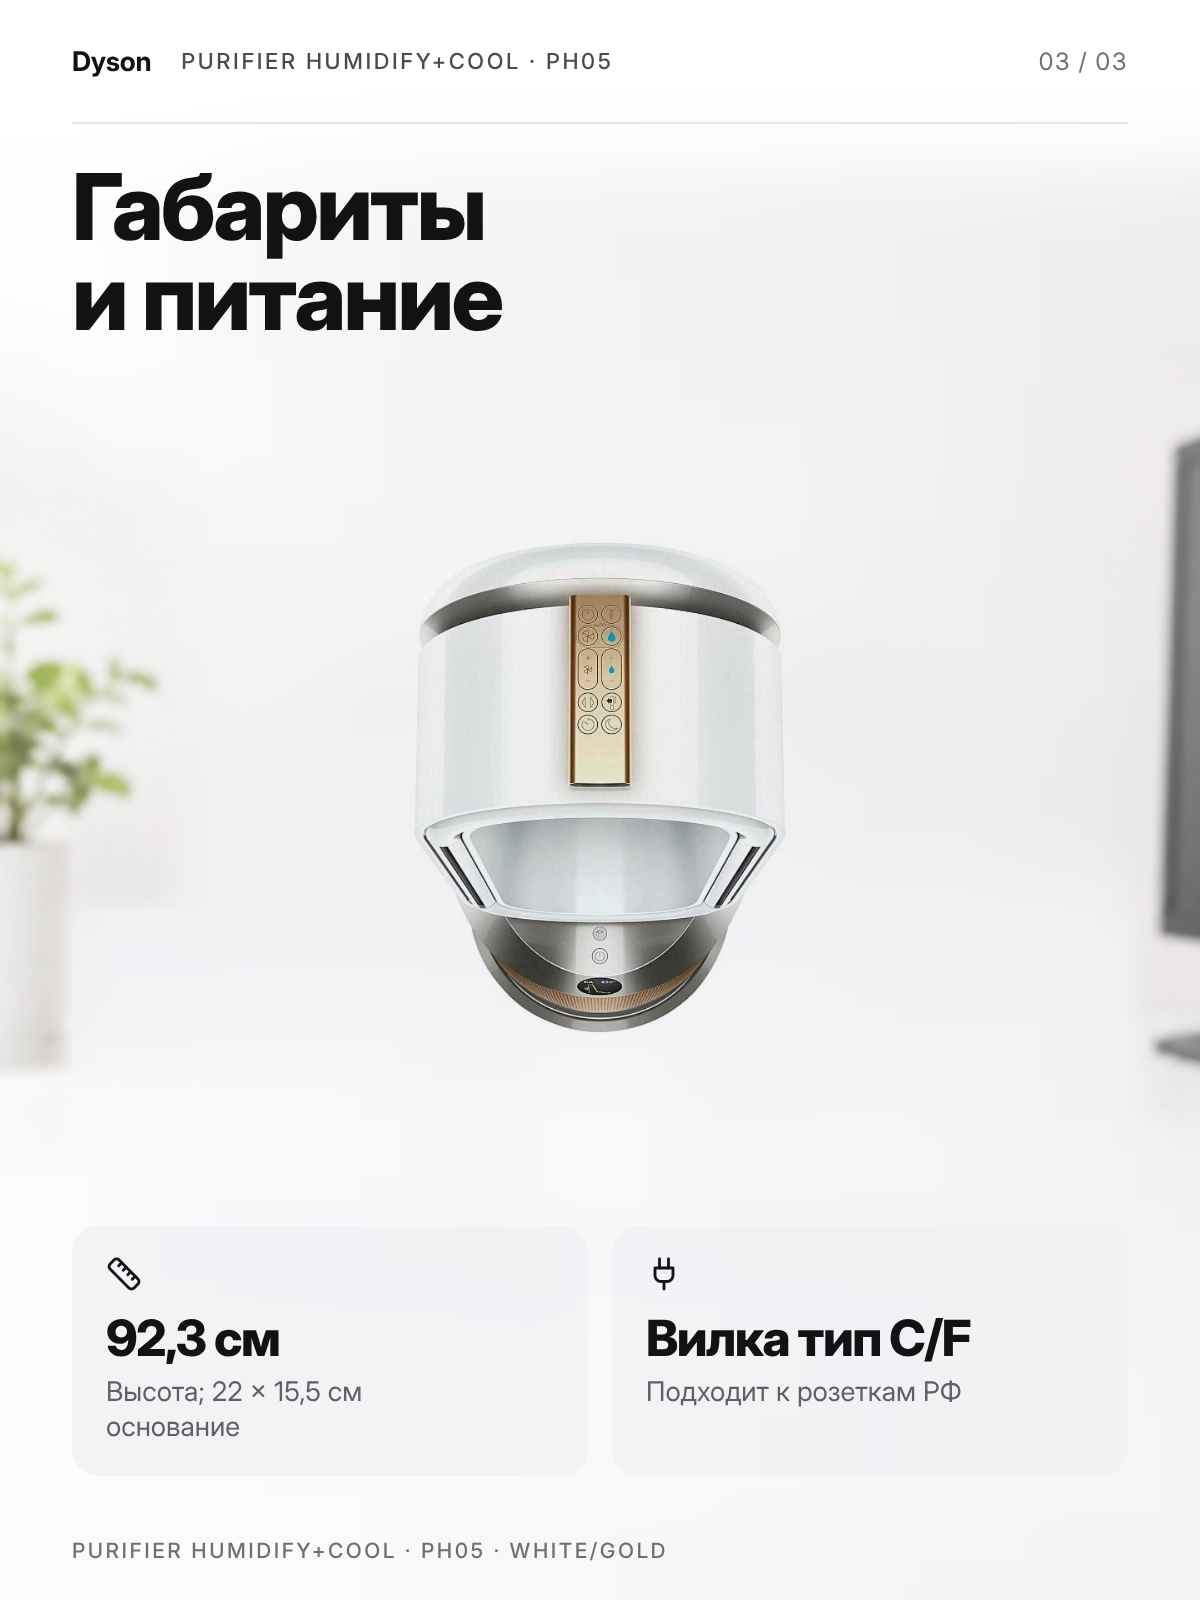 Dyson PURIFIER HUMIDIFY+COOL · PH05 03 / 03
Габариты
и питание
92,3 см
Высота; 22 × 15,5 см
основание
Вилка тип C/F
Подходит к розеткам РФ
PURIFIER HUMIDIFY+COOL · PH05 · WHITE/GOLD